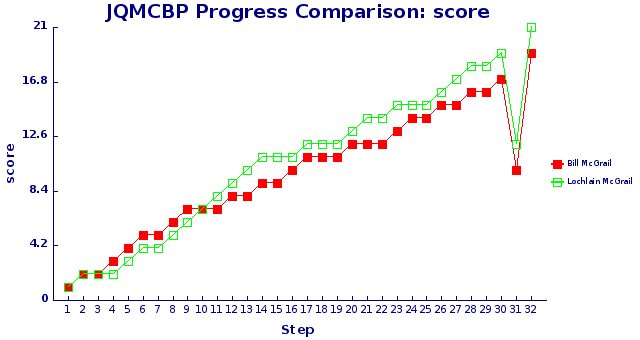 JQMCBP Progress Comparison: score
21
16.8
12.6
8.4
4.2
0
score
1 2 3 4 5 6 7 8 9 10 11 12 13 14 15 16 17 18 19 20 21 22 23 24 25 26 27 28 29 30 31 32
Step
Bill McGrail
Lochlain McGrail